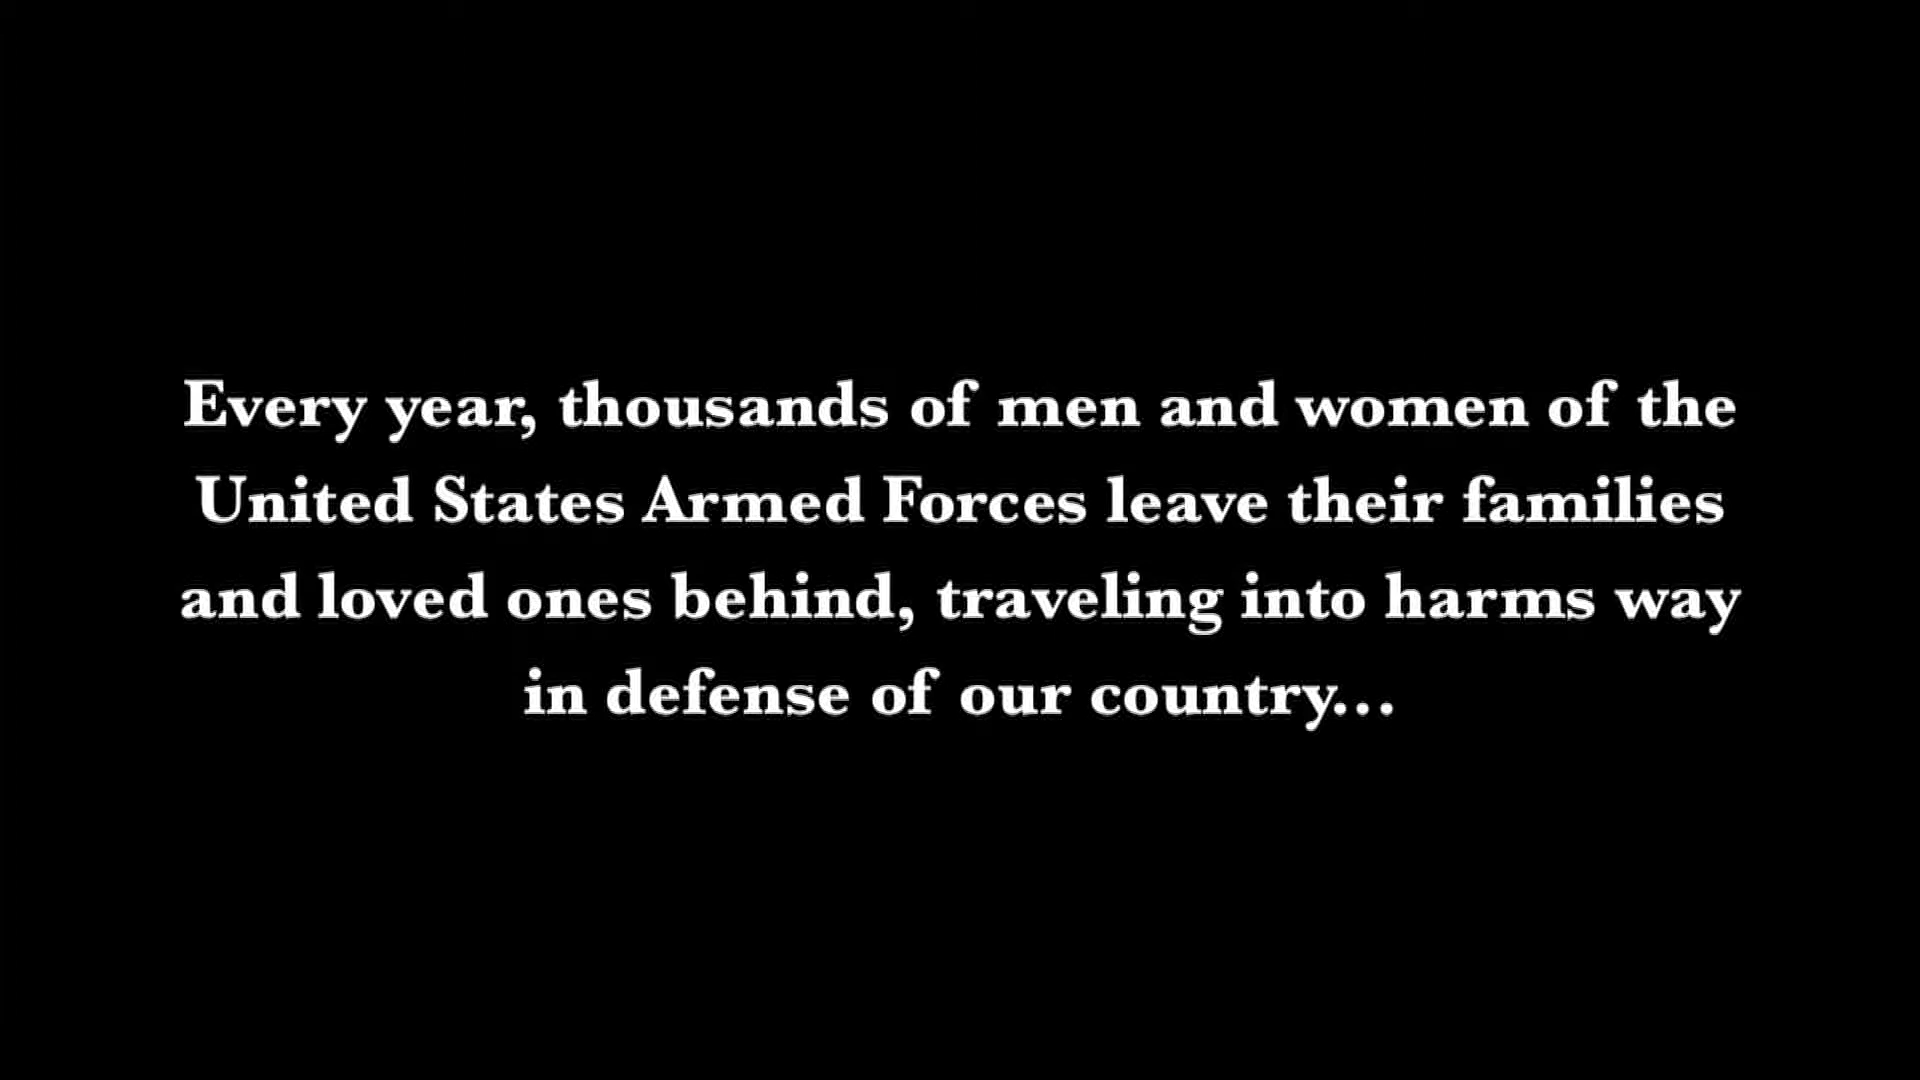 Every year, thousands of men and women of the
United States Armed Forces leave their families
and loved ones behind, traveling into harms way
in defense of our country...